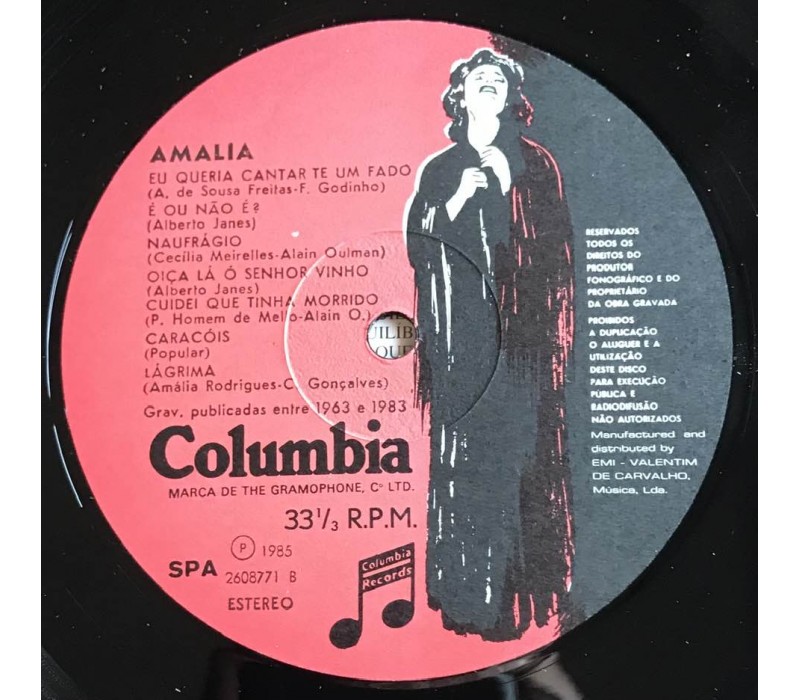 AMALIA
EU QUERIA CANTAR TE UM FADO
(A. de Sousa Freitas-F. Godinho)
É OU NÃO É?
(Alberto Janes)
NAUFRÁGIO
(Cecília Meirelles-Alain Oulman)
OIÇA LÁ Ó SENHOR VINHO
(Alberto Janes)
CUIDEI QUE TINHA MORRIDO
(P. Homem de Mello-Alain O.)
CARACÓIS
(Popular)
LÁGRIMA
(Amália Rodrigues-C. Gonçalves)
Grav. publicadas entre 1963 e 1983
Columbia
MARCA DE THE GRAMOPHONE, Cº LTD.
33 1/3 R.P.M.
℗ 1985
SPA 2608771 B
ESTEREO
Columbia
Records
RESERVADOS
TODOS OS
DIREITOS DO
PRODUTOR
FONOGRÁFICO E DO
PROPRIETÁRIO
DA OBRA GRAVADA
PROIBIDOS
A DUPLICAÇÃO
O ALUGUER E A
UTILIZAÇÃO
DESTE DISCO
PARA EXECUÇÃO
PÚBLICA E
RADIODIFUSÃO
NÃO AUTORIZADOS
Manufactured and
distributed by
EMI - VALENTIM
DE CARVALHO,
Música, Lda.